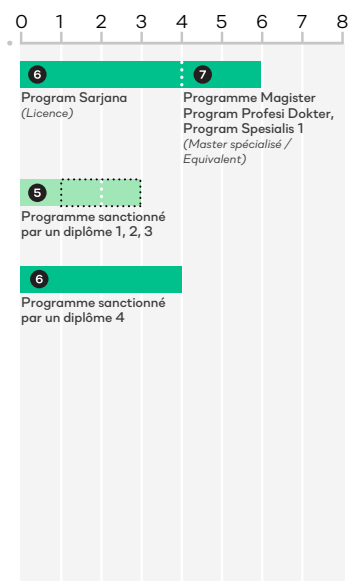 0 1 2 3 4 5 6 7 8
6 7
Program Sarjana
(Licence)
Programme Magister
Program Profesi Dokter,
Program Spesialis 1
(Master spécialisé /
Equivalent)
5
Programme sanctionné
par un diplôme 1, 2, 3
6
Programme sanctionné
par un diplôme 4